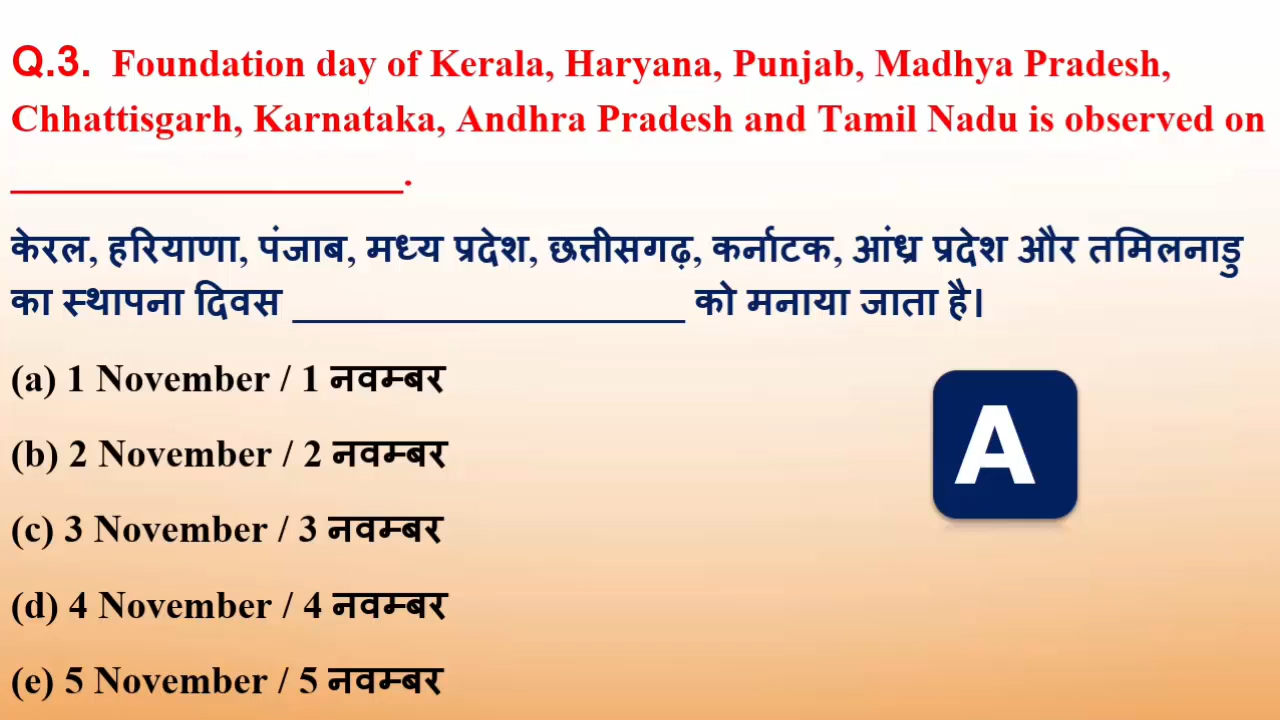 Q.3. Foundation day of Kerala, Haryana, Punjab, Madhya Pradesh,
Chhattisgarh, Karnataka, Andhra Pradesh and Tamil Nadu is observed on
____________________.
केरल, हरियाणा, पंजाब, मध्य प्रदेश, छत्तीसगढ़, कर्नाटक, आंध्र प्रदेश और तमिलनाडु
का स्थापना दिवस ____________________ को मनाया जाता है।
(a) 1 November / 1 नवम्बर
(b) 2 November / 2 नवम्बर
(c) 3 November / 3 नवम्बर
(d) 4 November / 4 नवम्बर
(e) 5 November / 5 नवम्बर
A